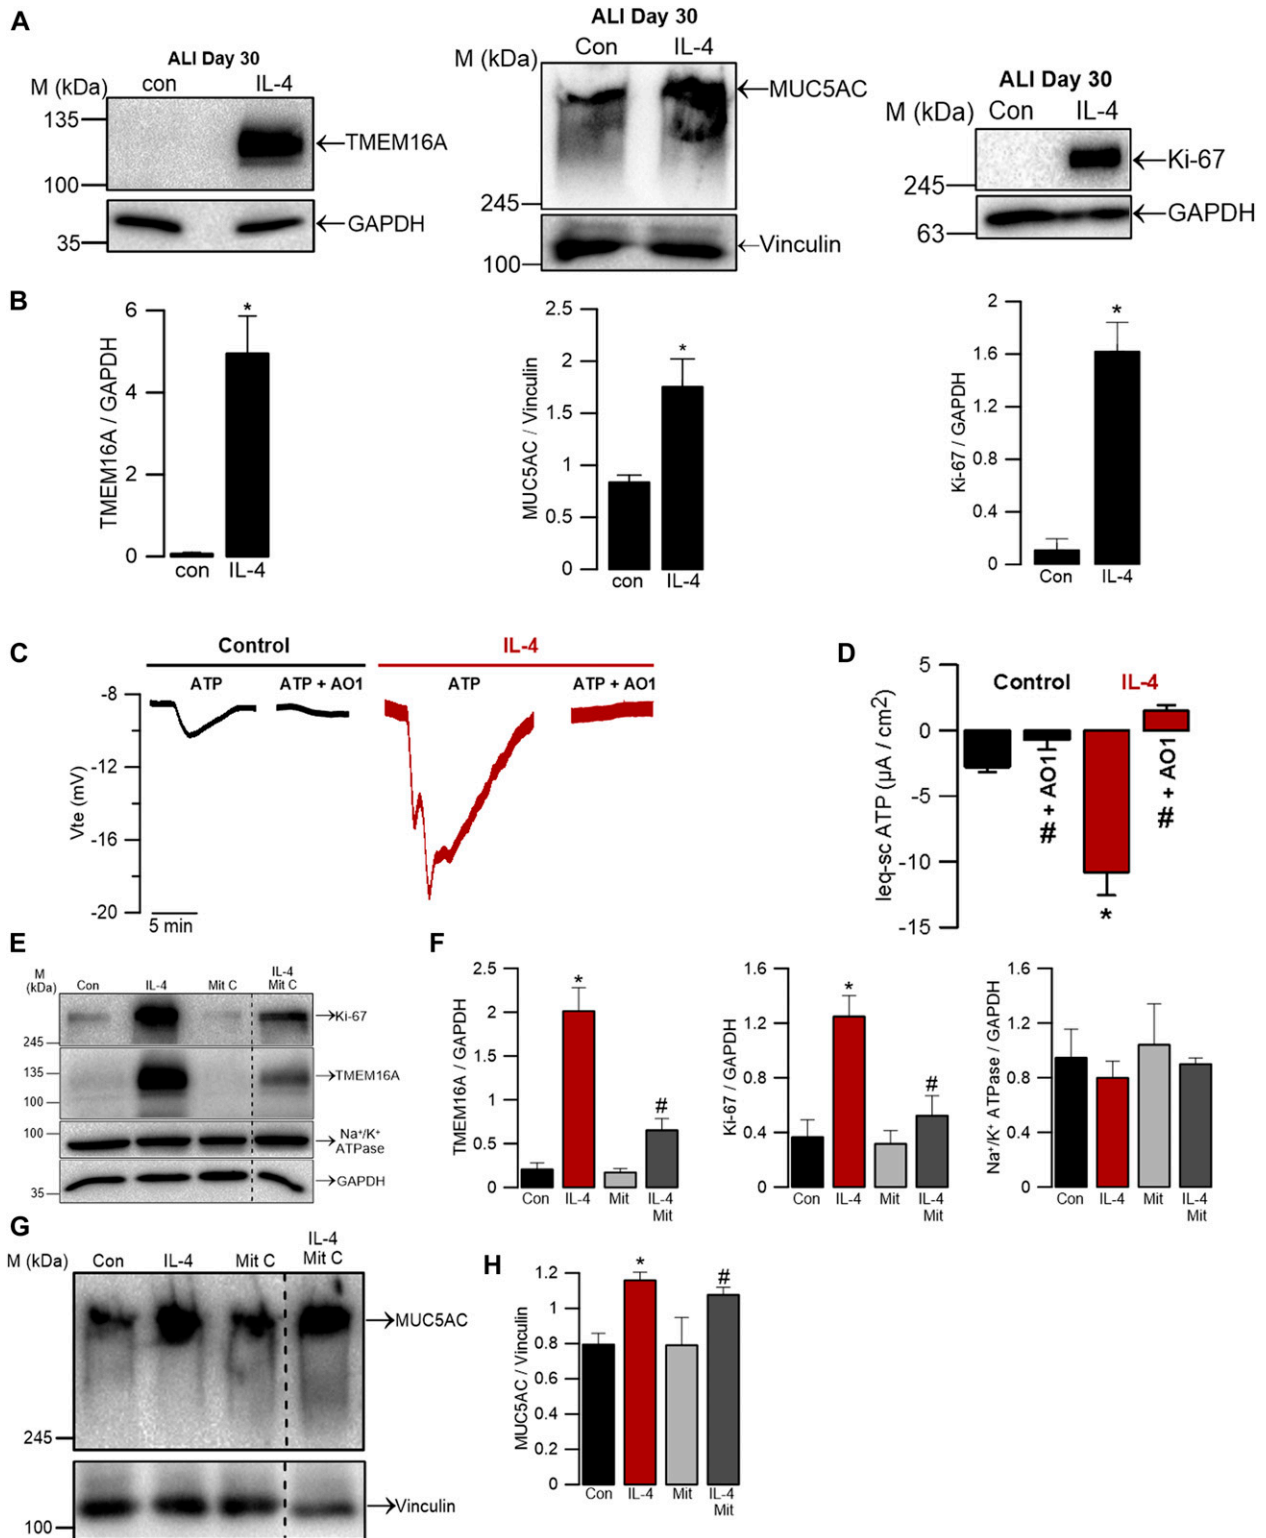 A
ALI Day 30
M (kDa) con IL-4
135
←TMEM16A
100
←GAPDH
35
ALI Day 30
M (kDa) Con IL-4
←MUC5AC
245
←Vinculin
100
ALI Day 30
M (kDa) Con IL-4
←Ki-67
245
←GAPDH
63
B
TMEM16A / GAPDH
6
4
2
0
*
con IL-4
MUC5AC / Vinculin
2.5
2
1.5
1
0.5
0
*
con IL-4
Ki-67 / GAPDH
2
1.6
1.2
0.8
0.4
0
*
Con IL-4
C
Control IL-4
ATP ATP + AO1 ATP ATP + AO1
Vte (mV)
-8
-12
-16
-20
5 min
D
Ieq-sc ATP (µA / cm2)
5
0
-5
-10
-15
Control IL-4
# + AO1
*
# + AO1
E
M (kDa)
Con IL-4 Mit C IL-4 Mit C
→Ki-67
245
135
→TMEM16A
100
100
Na+/K+ ATPase
→GAPDH
35
F
TMEM16A / GAPDH
2.5
2
1.5
1
0.5
0
*
#
Con IL-4 Mit IL-4 Mit
Ki-67 / GAPDH
1.6
1.2
0.8
0.4
0
*
#
Con IL-4 Mit IL-4 Mit
Na+/K+ ATPase / GAPDH
1.6
1.2
0.8
0.4
0
Con IL-4 Mit IL-4 Mit
G
M (kDa) Con IL-4 Mit C IL-4 Mit C
→MUC5AC
245
→Vinculin
100
H
MUC5AC / Vinculin
1.2
1
0.8
0.6
0.4
0.2
0
*
#
Con IL-4 Mit IL-4 Mit